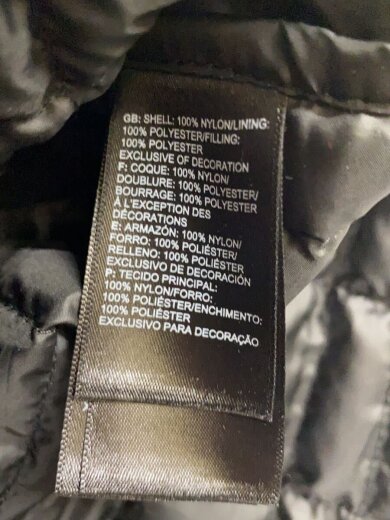 GB: SHELL: 100% NYLON/LINING:
100% POLYESTER/FILLING:
100% POLYESTER
EXCLUSIVE OF DECORATION
F: COQUE: 100% NYLON/
DOUBLURE: 100% POLYESTER/
BOURRAGE: 100% POLYESTER
À L'EXCEPTION DES
DÉCORATIONS
E: ARMAZÓN: 100% NYLON/
FORRO: 100% POLIÉSTER/
RELLENO: 100% POLIÉSTER
EXCLUSIVO DE DECORACIÓN
P: TECIDO PRINCIPAL:
100% NYLON/FORRO:
100% POLIÉSTER/ENCHIMENTO:
100% POLIÉSTER
EXCLUSIVO PARA DECORAÇÃO